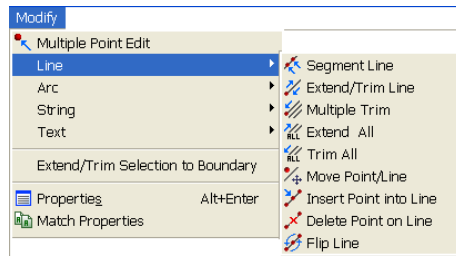 Modify
Multiple Point Edit
Line
Arc
String
Text
Extend/Trim Selection to Boundary
Properties Alt+Enter
Match Properties
Segment Line
Extend/Trim Line
Multiple Trim
ALL Extend All
ALL Trim All
Move Point/Line
Insert Point into Line
Delete Point on Line
Flip Line